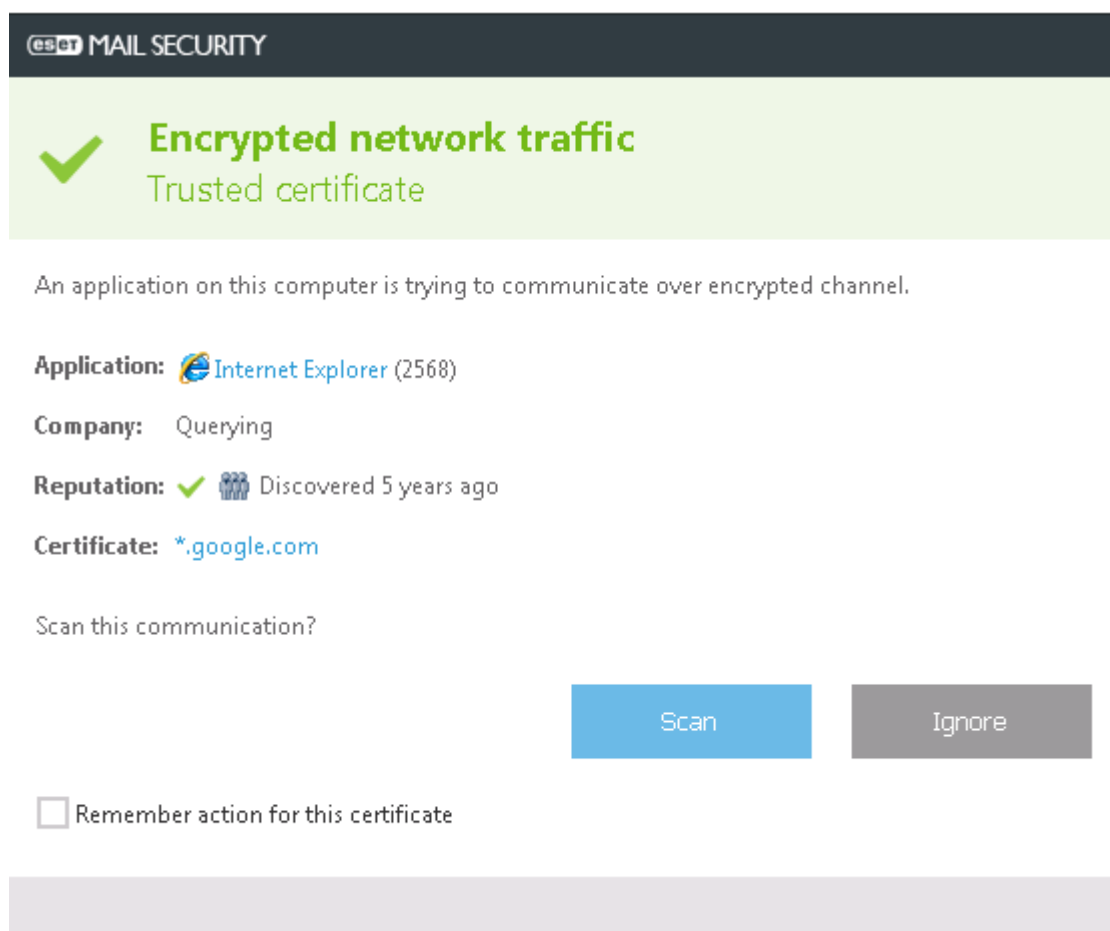 eset MAIL SECURITY
Encrypted network traffic
Trusted certificate
An application on this computer is trying to communicate over encrypted channel.
Application: Internet Explorer (2568)
Company: Querying
Reputation: Discovered 5 years ago
Certificate: *.google.com
Scan this communication?
Scan Ignore
Remember action for this certificate